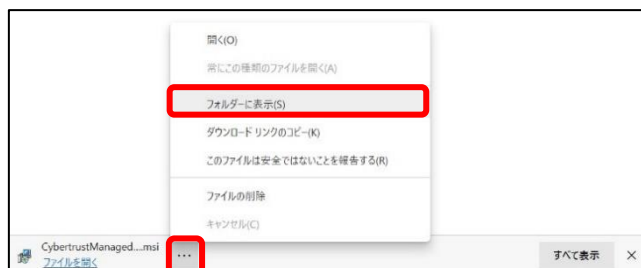 開く(O)
常にこの種類のファイルを開く(A)
フォルダーに表示(S)
ダウンロード リンクのコピー(K)
このファイルは安全ではないことを報告する(R)
ファイルの削除
キャンセル(C)
CybertrustManaged....msi
ファイルを開く
...
すべて表示